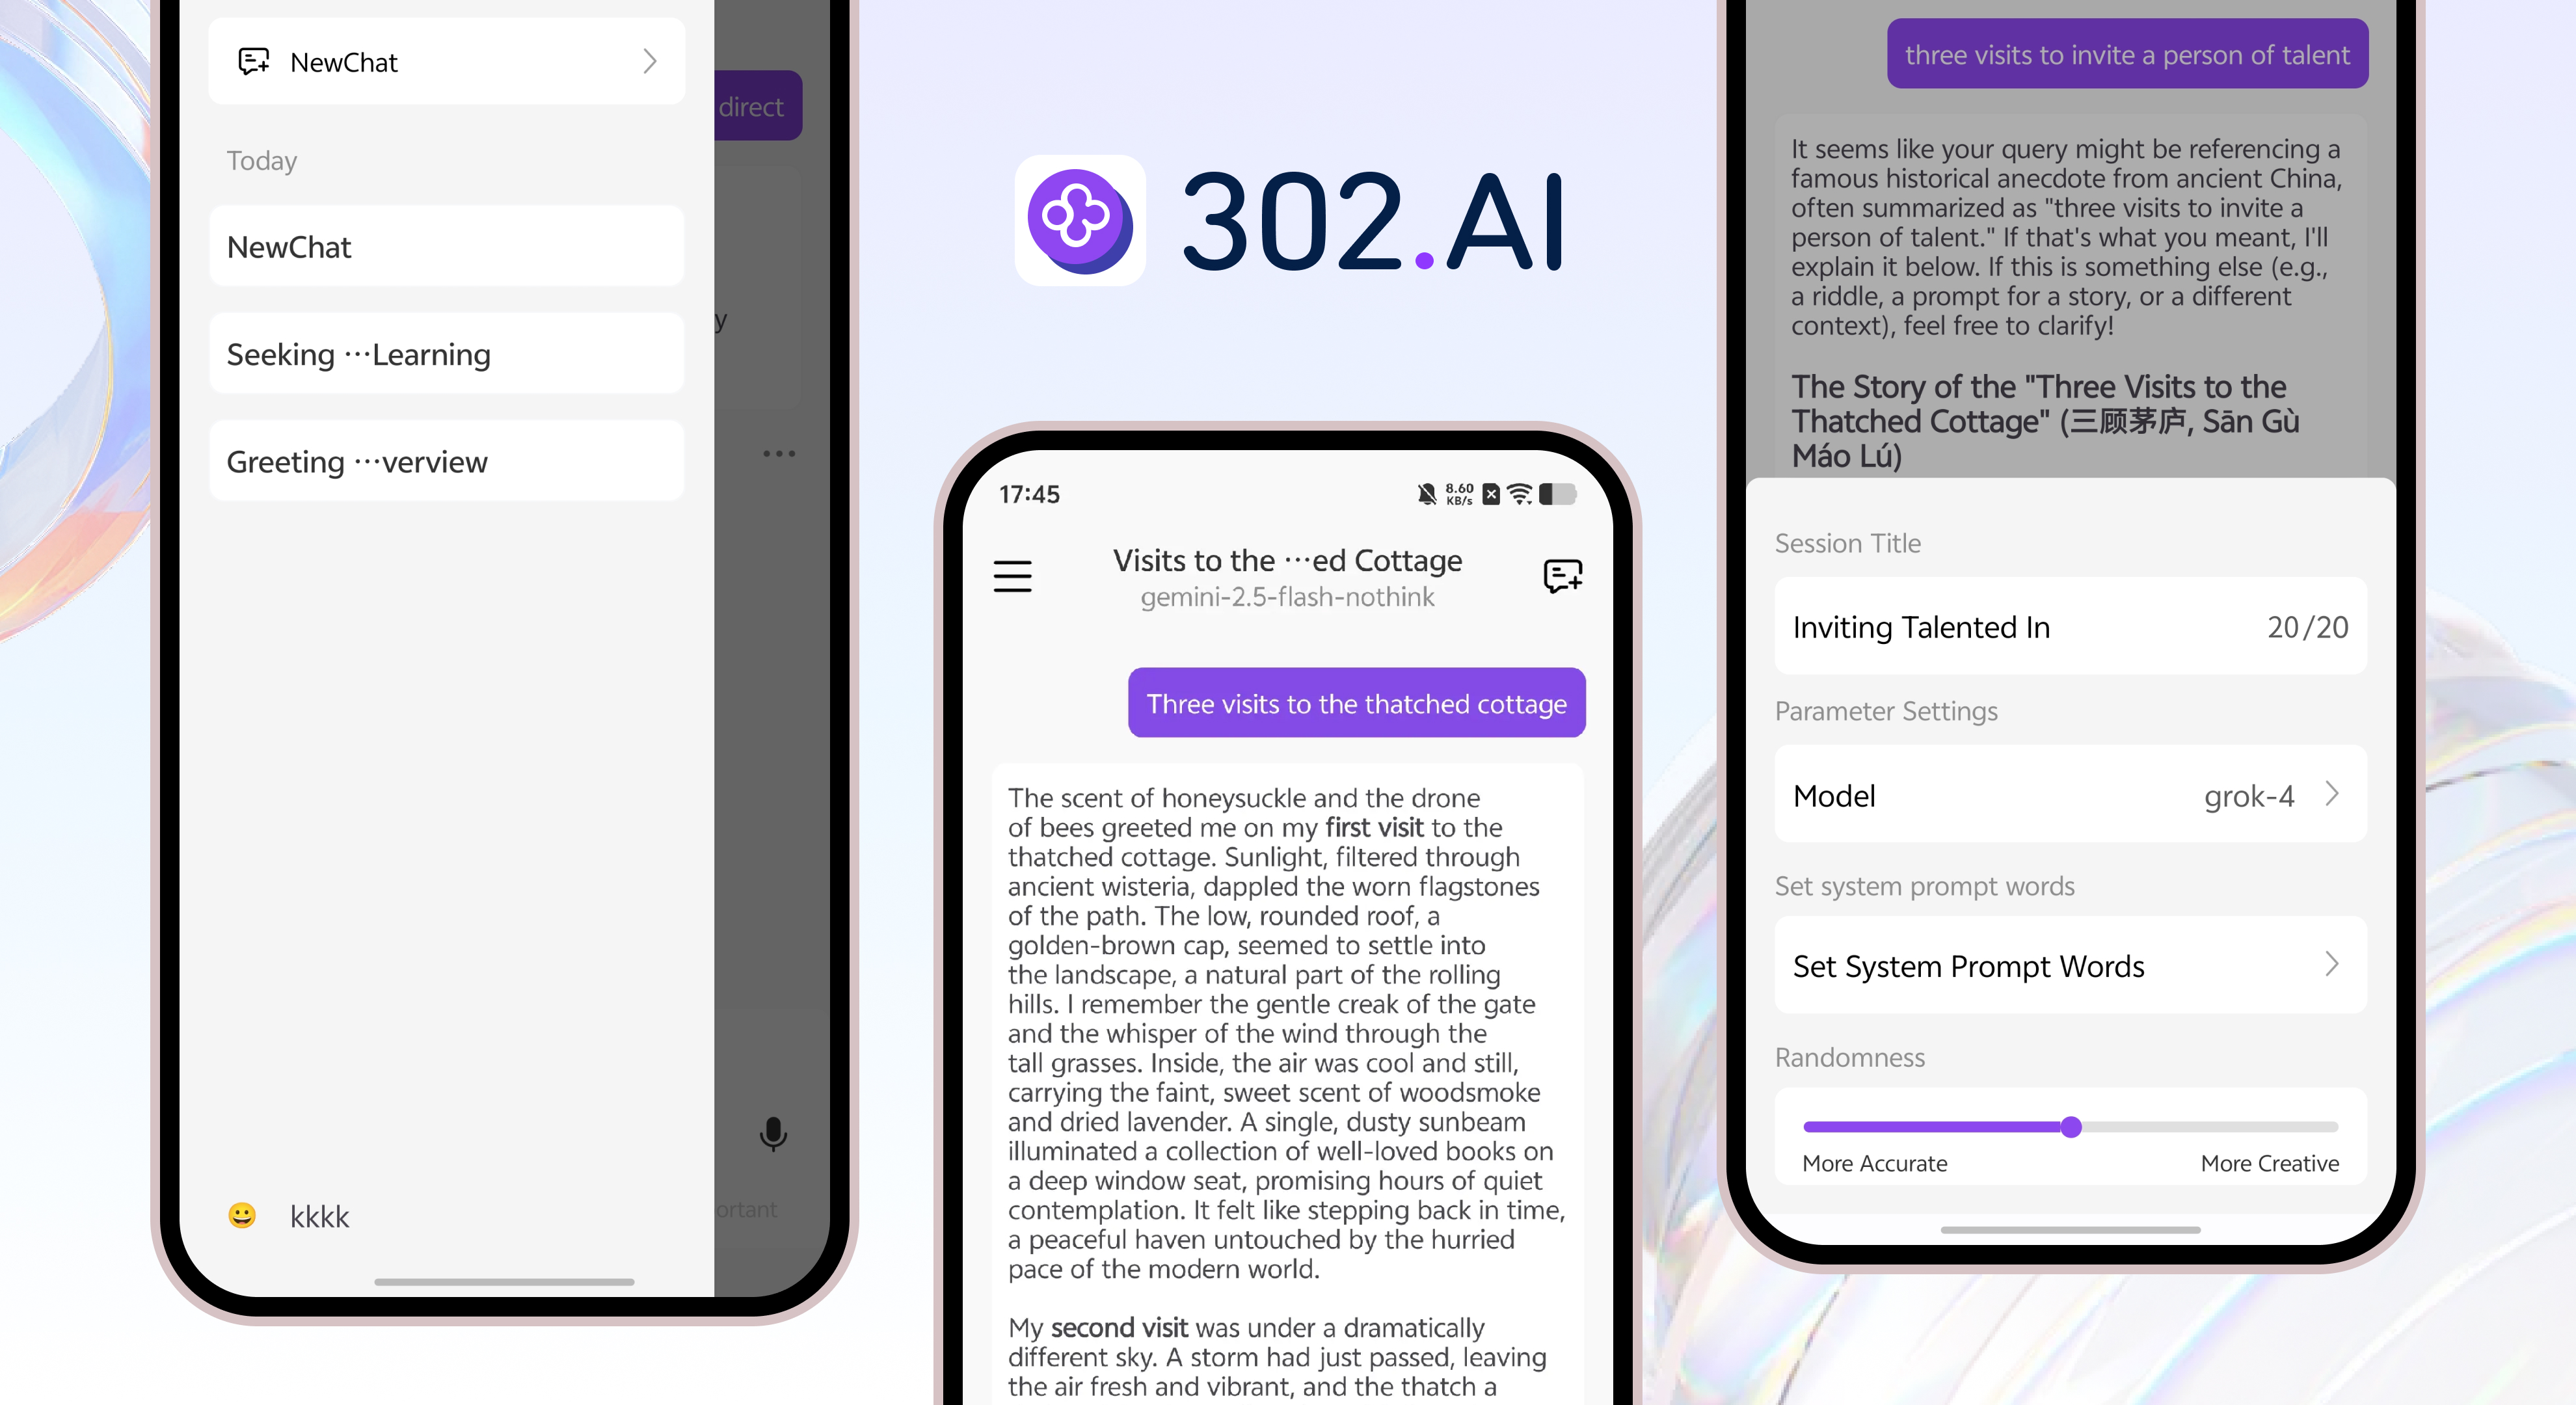 NewChat
Today
NewChat
Seeking ···Learning
Greeting ···verview
kkkk
direct
y
ortant
302.AI
17:45
8.60
KB/s
Visits to the ···ed Cottage
gemini-2.5-flash-nothink
Three visits to the thatched cottage
The scent of honeysuckle and the drone
of bees greeted me on my first visit to the
thatched cottage. Sunlight, filtered through
ancient wisteria, dappled the worn flagstones
of the path. The low, rounded roof, a
golden-brown cap, seemed to settle into
the landscape, a natural part of the rolling
hills. I remember the gentle creak of the gate
and the whisper of the wind through the
tall grasses. Inside, the air was cool and still,
carrying the faint, sweet scent of woodsmoke
and dried lavender. A single, dusty sunbeam
illuminated a collection of well-loved books on
a deep window seat, promising hours of quiet
contemplation. It felt like stepping back in time,
a peaceful haven untouched by the hurried
pace of the modern world.
My second visit was under a dramatically
different sky. A storm had just passed, leaving
the air fresh and vibrant, and the thatch a
three visits to invite a person of talent
It seems like your query might be referencing a
famous historical anecdote from ancient China,
often summarized as "three visits to invite a
person of talent." If that's what you meant, I'll
explain it below. If this is something else (e.g.,
a riddle, a prompt for a story, or a different
context), feel free to clarify!
The Story of the "Three Visits to the
Thatched Cottage" (三顾茅庐, Sān Gù
Máo Lú)
Session Title
Inviting Talented In 20/20
Parameter Settings
Model grok-4
Set system prompt words
Set System Prompt Words
Randomness
More Accurate More Creative